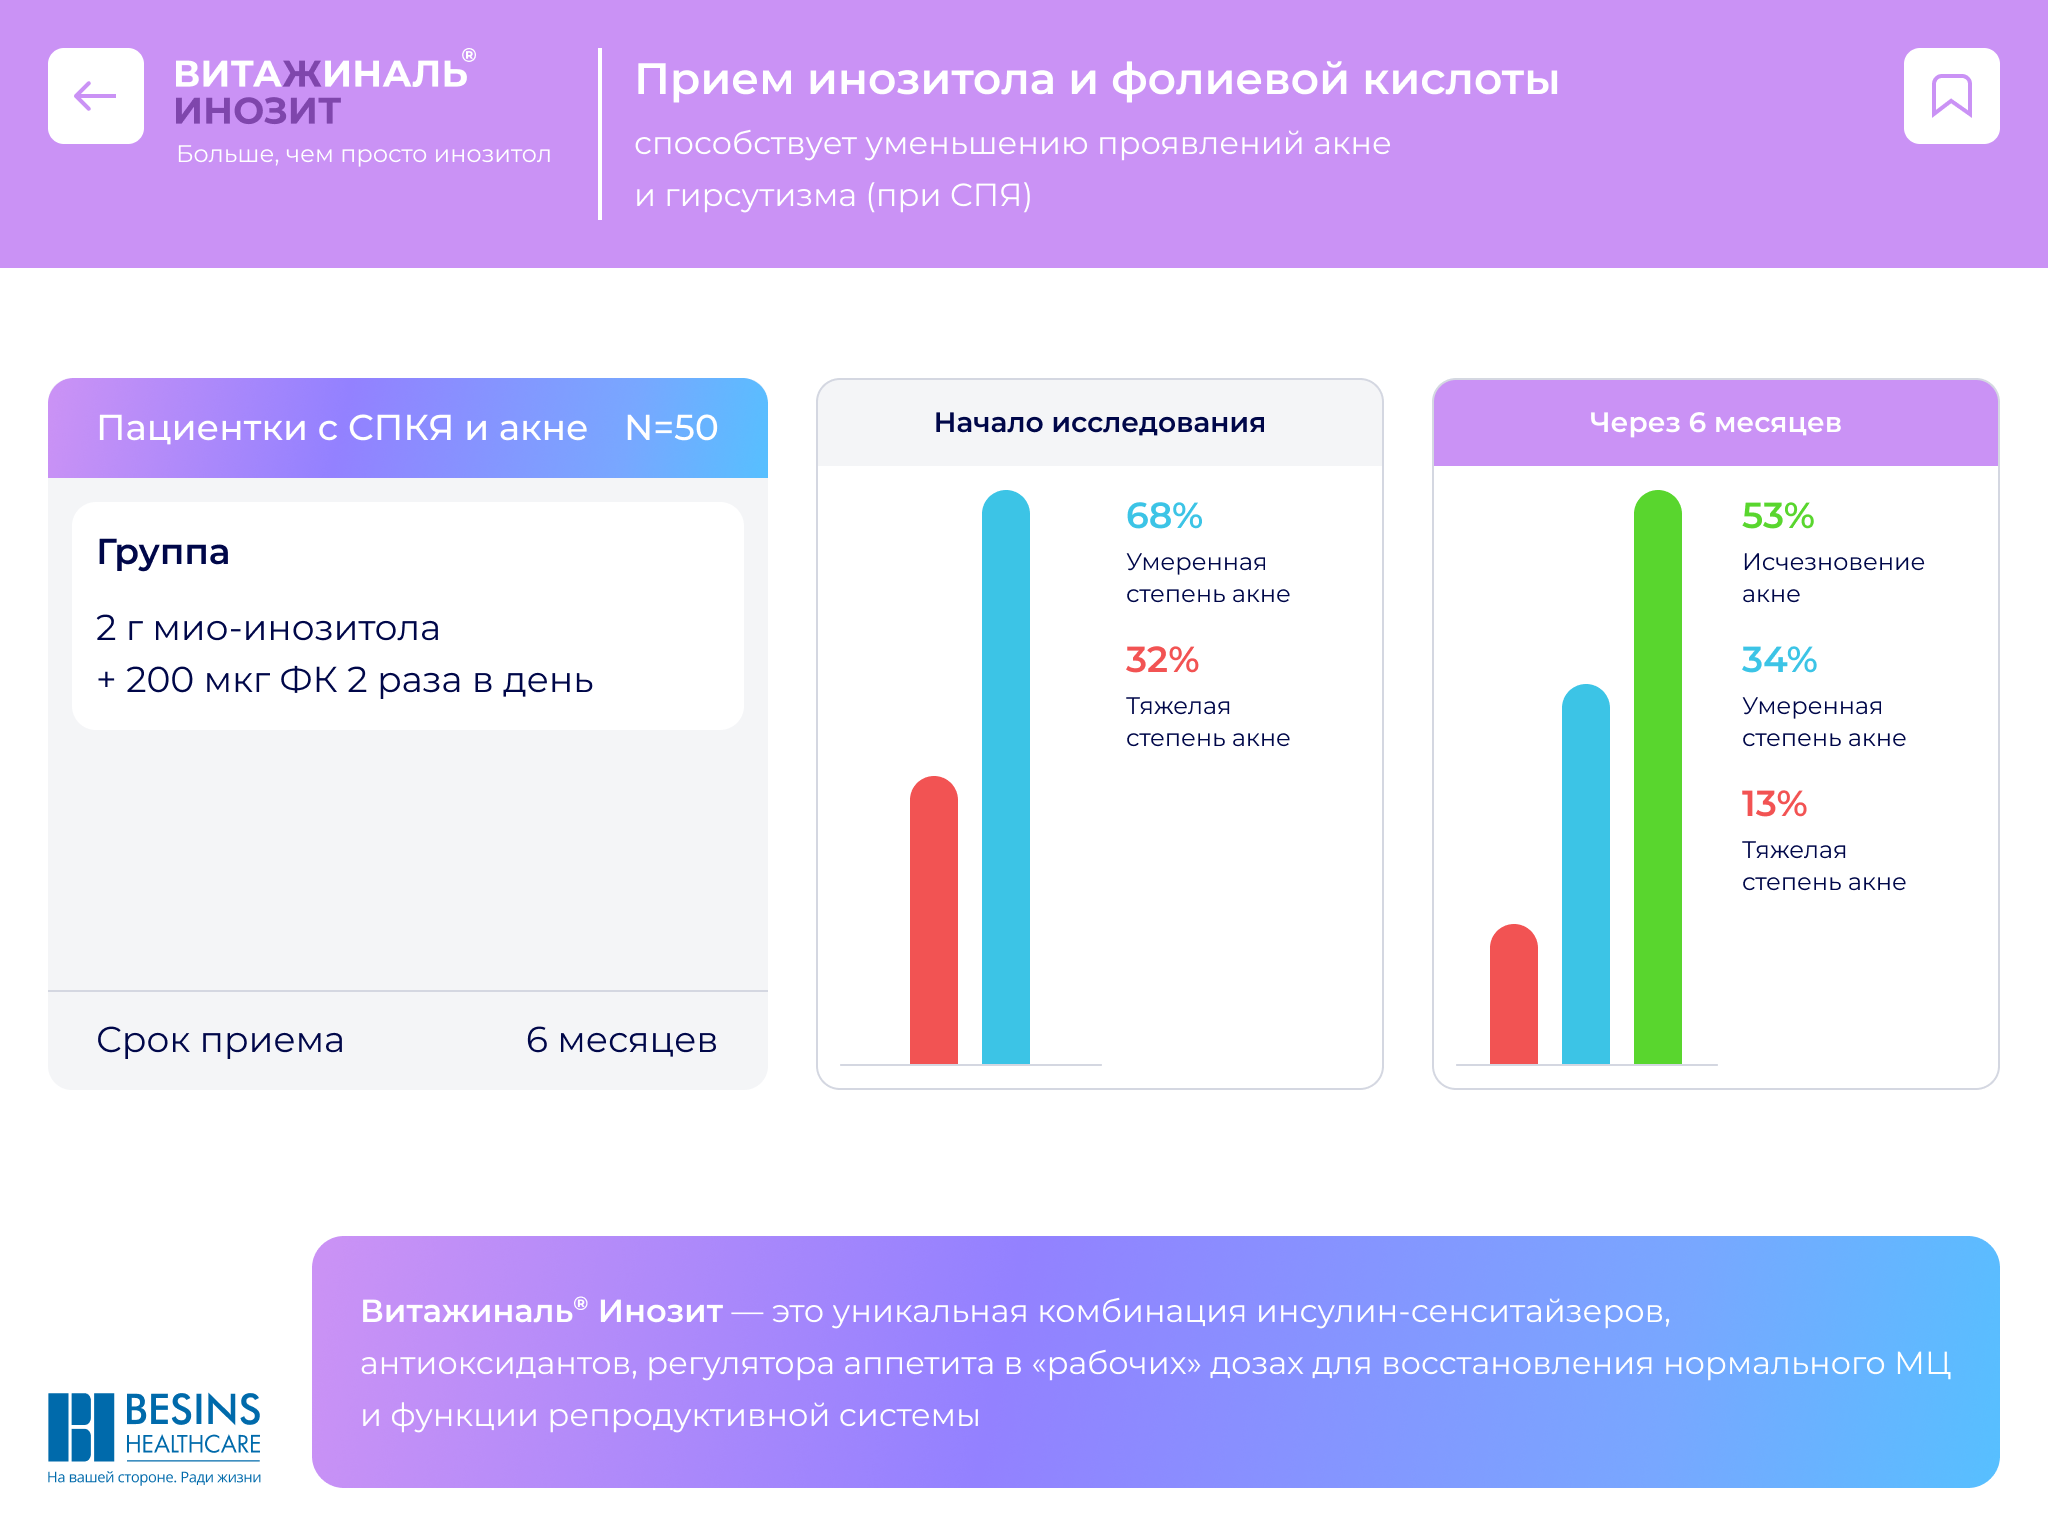 ВИТАЖИНАЛЬ®
ИНОЗИТ
Больше, чем просто инозитол
Прием инозитола и фолиевой кислоты
способствует уменьшению проявлений акне
и гирсутизма (при СПЯ)
Пациентки с СПКЯ и акне N=50
Группа
2 г мио-инозитола
+ 200 мкг ФК 2 раза в день
Срок приема 6 месяцев
Начало исследования
68%
Умеренная
степень акне
32%
Тяжелая
степень акне
Через 6 месяцев
53%
Исчезновение
акне
34%
Умеренная
степень акне
13%
Тяжелая
степень акне
BESINS
HEALTHCARE
На вашей стороне. Ради жизни
Витажиналь® Инозит — это уникальная комбинация инсулин-сенситайзеров,
антиоксидантов, регулятора аппетита в «рабочих» дозах для восстановления нормального МЦ
и функции репродуктивной системы